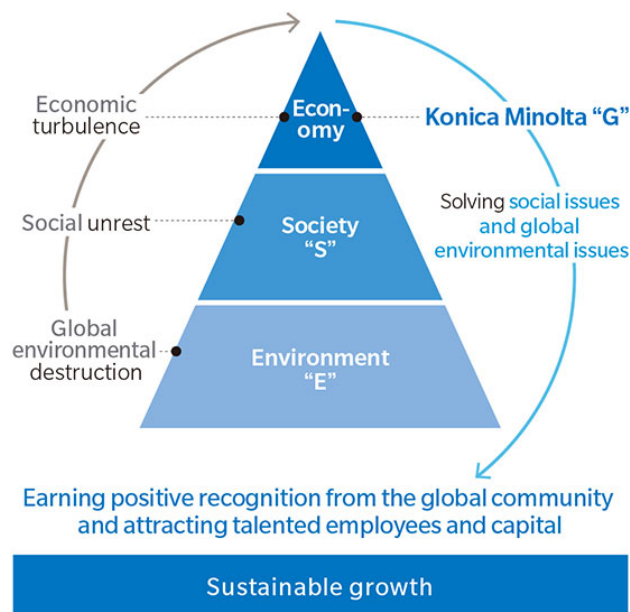 Econ-
omy
Economic
turbulence
Konica Minolta “G”
Solving social issues
and global
environmental issues
Social unrest
Society
“S”
Global
environmental
destruction
Environment
“E”
Earning positive recognition from the global community
and attracting talented employees and capital
Sustainable growth